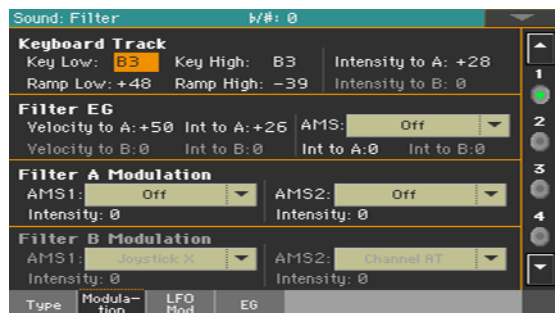 Sound: Filter ♭/#: 0
Keyboard Track
Key Low: B3 Key High: B3 Intensity to A: +28
Ramp Low: +48 Ramp High: -39 Intensity to B: 0
Filter EG
Velocity to A:+50 Int to A:+26 AMS: Off
Velocity to B:0 Int to B:0 Int to A:0 Int to B:0
Filter A Modulation
AMS1: Off AMS2: Off
Intensity: 0 Intensity: 0
Filter B Modulation
AMS1: Joystick X AMS2: Channel AT
Intensity: 0 Intensity: 0
1
2
3
4
Type Modula-tion LFO Mod EG